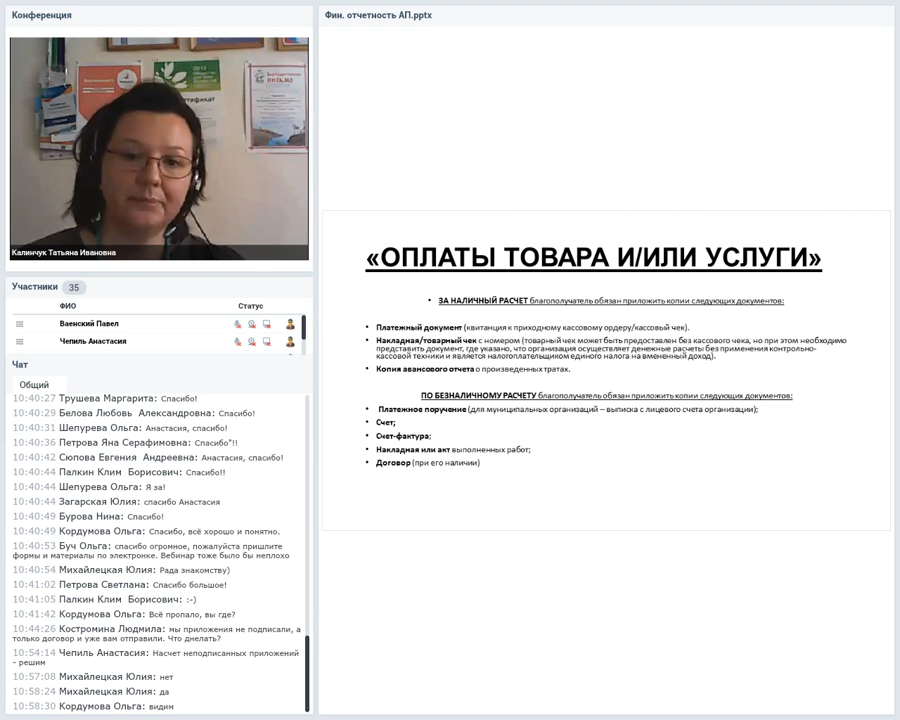 Конференция
Благодарственное
письмо
Калинчук Татьяна Ивановна
Участники 35
ФИО Статус
Ваенский Павел
Чепиль Анастасия
Чат
Общий
10:40:27 Трушева Маргарита: Спасибо!
10:40:29 Белова Любовь Александровна: Спасибо!
10:40:31 Шепурева Ольга: Анастасия, спасибо!
10:40:36 Петрова Яна Серафимовна: Спасибо"!!
10:40:42 Сюпова Евгения Андреевна: Анастасия, спасибо!
10:40:44 Палкин Клим Борисович: Спасибо!!
10:40:44 Шепурева Ольга: Я за!
10:40:44 Загарская Юлия: спасибо Анастасия
10:40:49 Бурова Нина: Спасибо!
10:40:49 Кордумова Ольга: Спасибо, всё хорошо и понятно.
10:40:53 Буч Ольга: спасибо огромное, пожалуйста пришлите
формы и материалы по электронке. Вебинар тоже было бы неплохо
10:40:54 Михайлецкая Юлия: Рада знакомству)
10:41:02 Петрова Светлана: Спасибо большое!
10:41:05 Палкин Клим Борисович: :-)
10:41:42 Кордумова Ольга: Всё пропало, вы где?
10:44:26 Костромина Людмила: мы приложения не подписали, а
только договор и уже вам отправили. Что днелать?
10:54:14 Чепиль Анастасия: Насчет неподписанных приложений
- решим
10:57:08 Михайлецкая Юлия: нет
10:58:24 Михайлецкая Юлия: да
10:58:30 Кордумова Ольга: видим
Фин. отчетность АП.pptx
«ОПЛАТЫ ТОВАРА И/ИЛИ УСЛУГИ»
• ЗА НАЛИЧНЫЙ РАСЧЕТ благополучатель обязан приложить копии следующих документов:
• Платежный документ (квитанция к приходному кассовому ордеру/кассовый чек).
• Накладная/товарный чек с номером (товарный чек может быть предоставлен без кассового чека, но при этом необходимо
представить документ, где указано, что организация осуществляет денежные расчеты без применения контрольно-
кассовой техники и является налогоплательщиком единого налога на вмененный доход).
• Копия авансового отчета о произведенных тратах.
ПО БЕЗНАЛИЧНОМУ РАСЧЕТУ благополучатель обязан приложить копии следующих документов:
• Платежное поручение (для муниципальных организаций – выписка с лицевого счета организации);
• Счет;
• Счет-фактура;
• Накладная или акт выполненных работ;
• Договор (при его наличии)